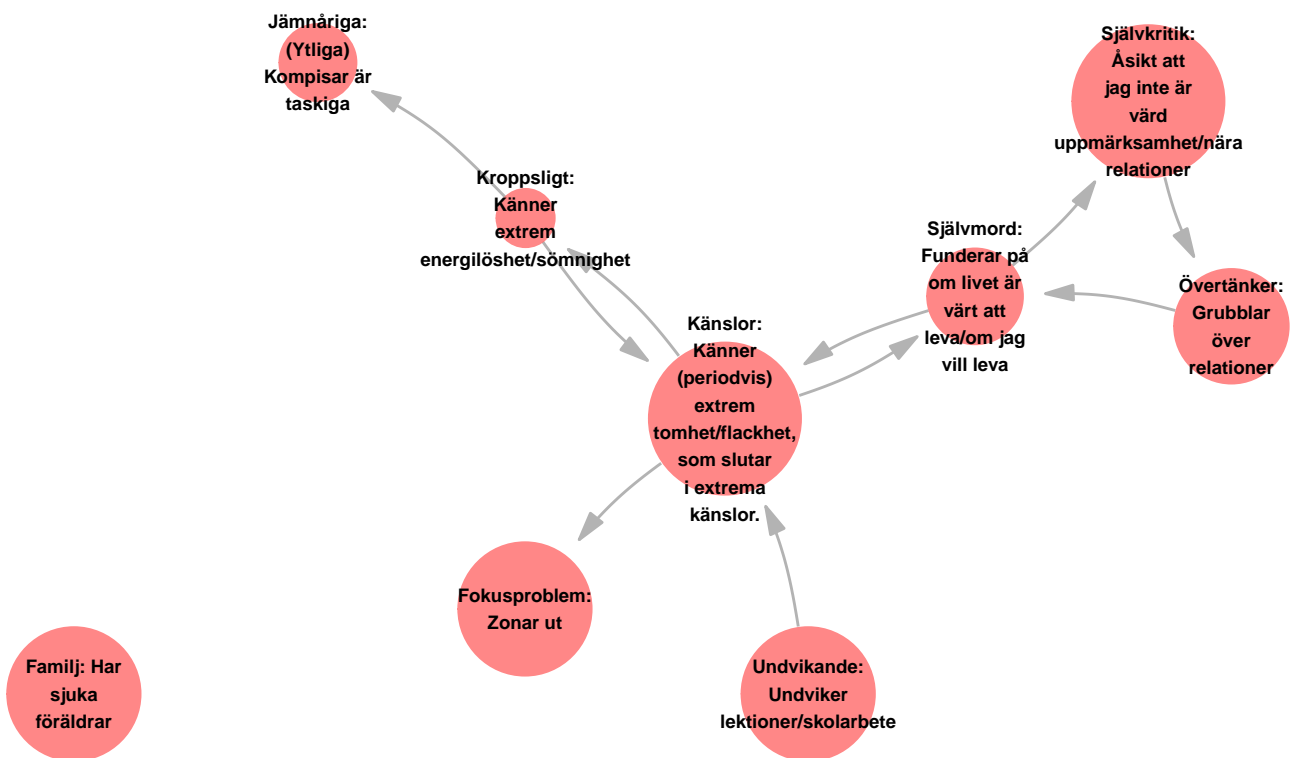 Jämnåriga:
(Ytliga)
Kompisar är
taskiga
Självkritik:
Åsikt att
jag inte är
värd
uppmärksamhet/nära
relationer
Kroppsligt:
Känner
extrem
energilöshet/sömnighet
Självmord:
Funderar på
om livet är
värt att
leva/om jag
vill leva
Övertänker:
Grubblar
över
relationer
Känslor:
Känner
(periodvis)
extrem
tomhet/flackhet,
som slutar
i extrema
känslor.
Fokusproblem:
Zonar ut
Familj: Har
sjuka
föräldrar
Undvikande:
Undviker
lektioner/skolarbete